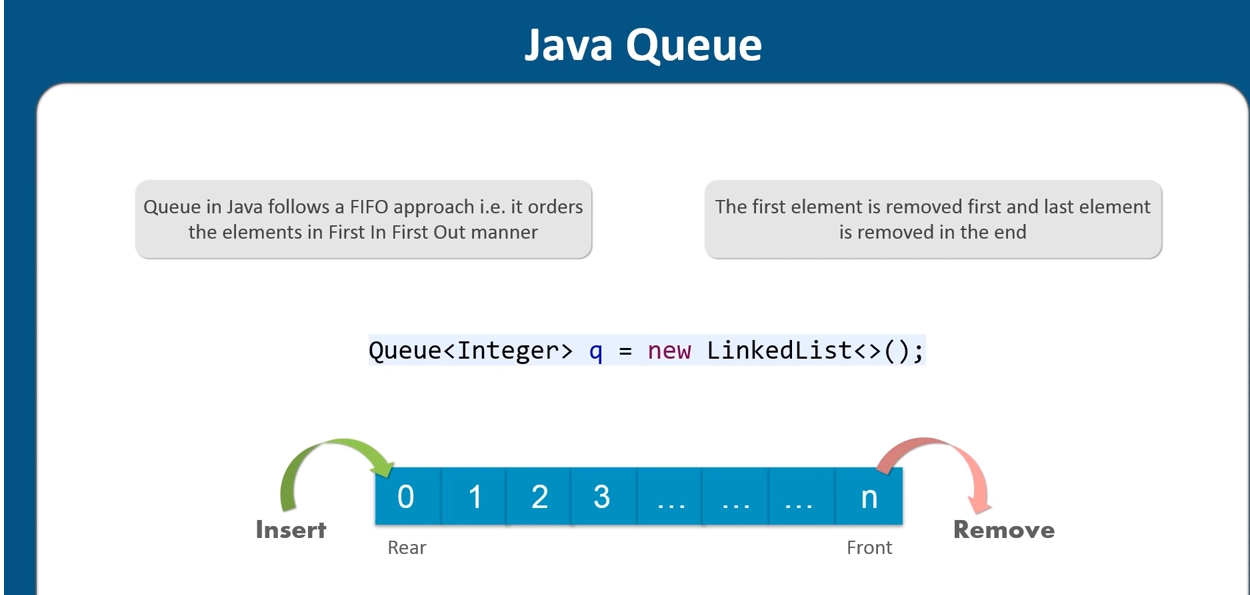 Java Queue
Queue in Java follows a FIFO approach i.e. it orders
the elements in First In First Out manner
The first element is removed first and last element
is removed in the end
Queue<Integer> q = new LinkedList<>();
0 1 2 3 ... ... ... n
Insert
Remove
Rear
Front